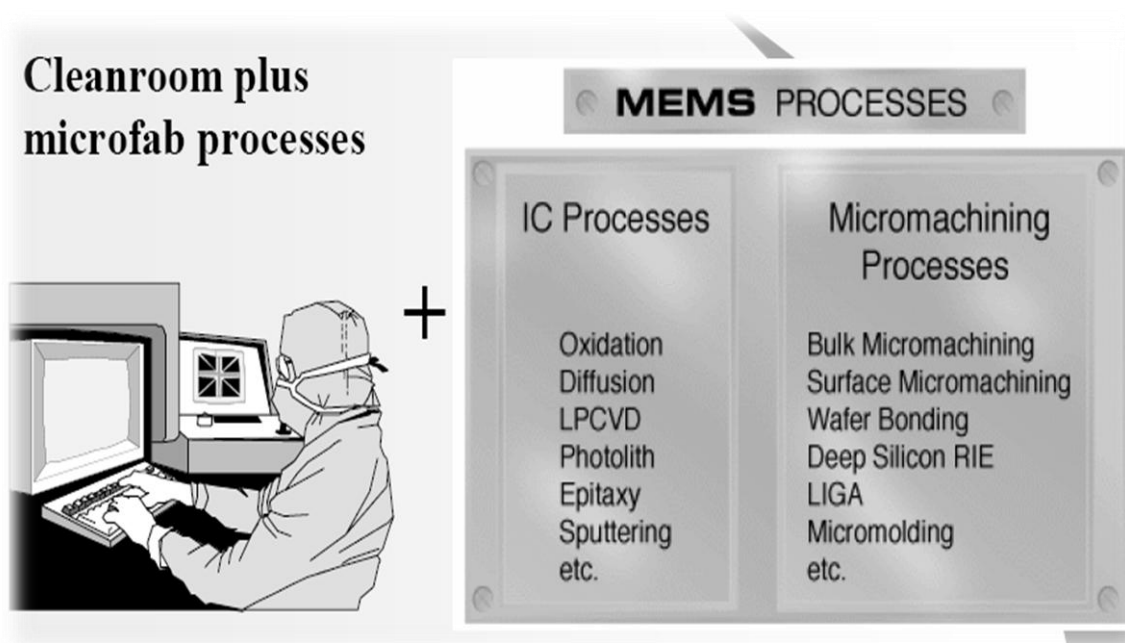 Cleanroom plus
microfab processes
+
MEMS PROCESSES
IC Processes
Oxidation
Diffusion
LPCVD
Photolith
Epitaxy
Sputtering
etc.
Micromachining
Processes
Bulk Micromachining
Surface Micromachining
Wafer Bonding
Deep Silicon RIE
LIGA
Micromolding
etc.